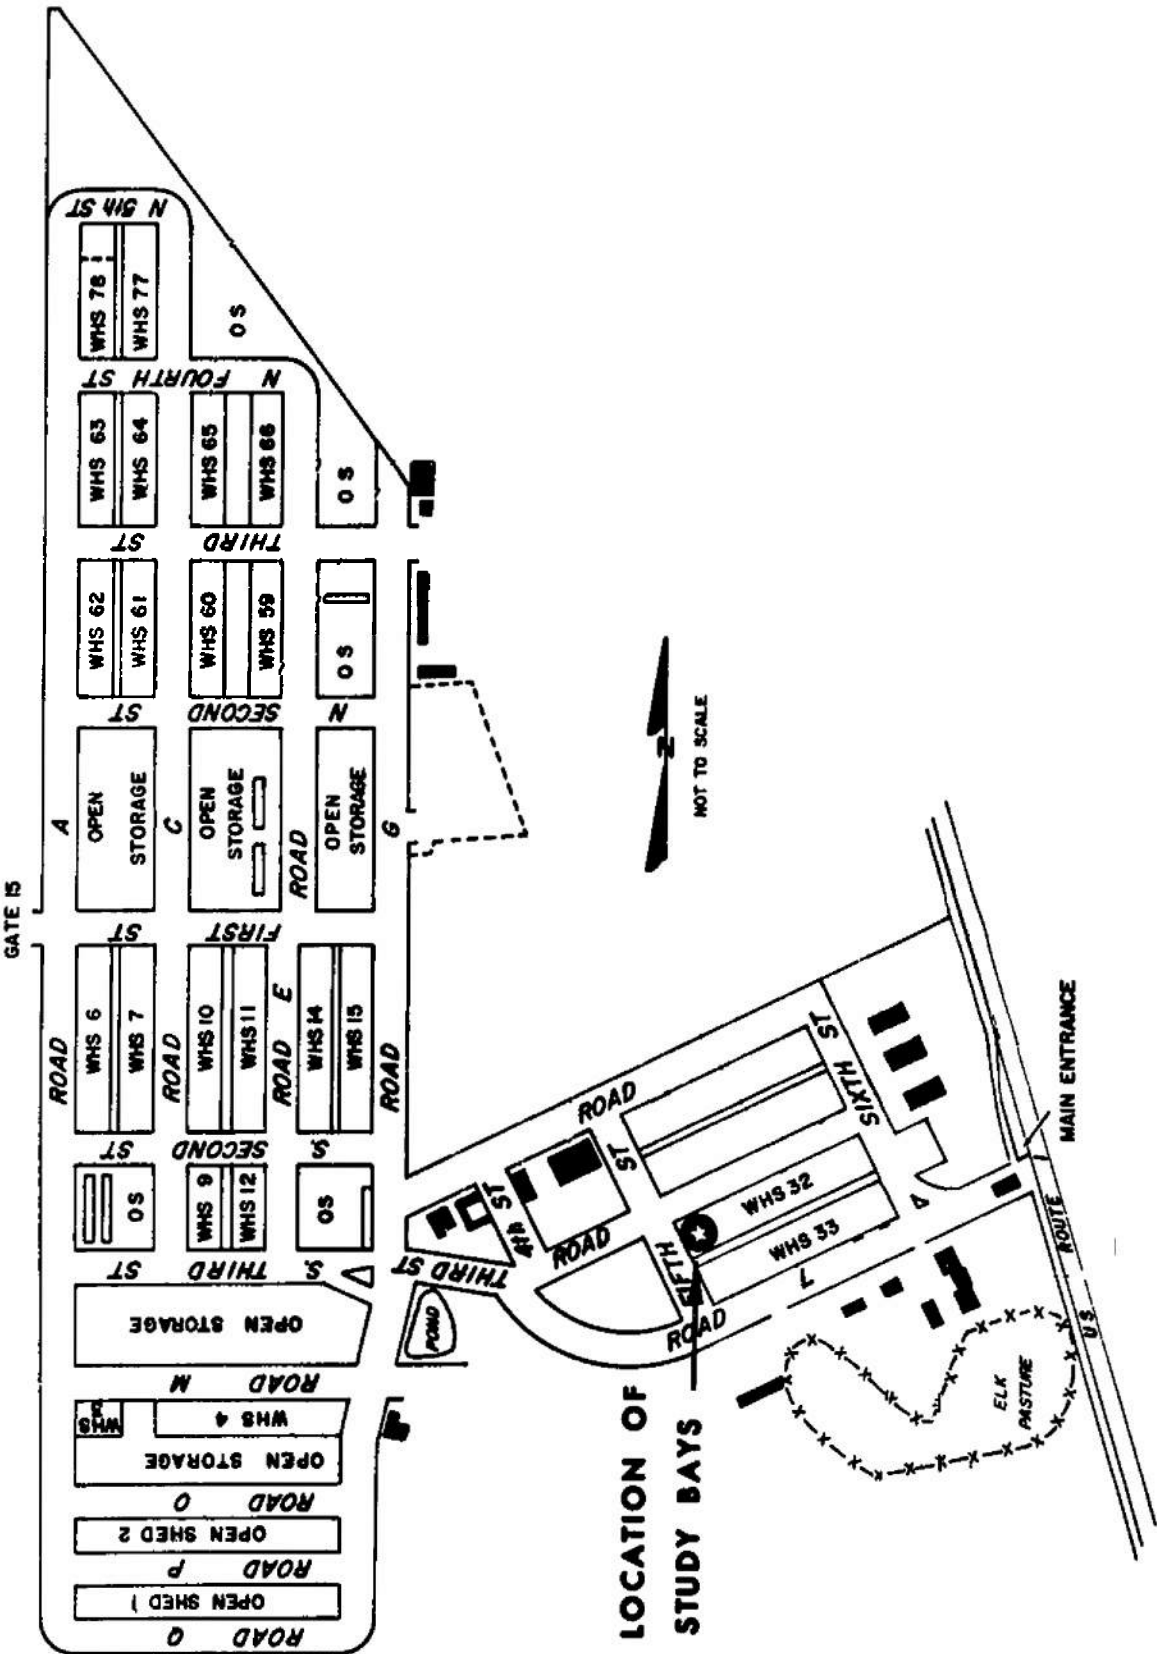 GATE 15
ROAD A
N 5th ST
WHS 78
WHS 77
OS
N FOURTH ST
WHS 63
WHS 64
WHS 65
WHS 66
OS
THIRD ST
WHS 62
WHS 61
WHS 60
WHS 59
OS
N SECOND ST
OPEN
STORAGE
OPEN
STORAGE
OPEN
STORAGE
ROAD C
ROAD
ROAD G
FIRST ST
WHS 6
WHS 7
WHS 10
WHS 11
ROAD E
WHS 14
WHS 15
S. SECOND ST
OS
WHS 9
WHS 12
OS
S. THIRD ST
OPEN STORAGE
ROAD M
WHS
WHS 4
OPEN STORAGE
ROAD O
OPEN SHED 2
ROAD P
OPEN SHED 1
ROAD Q
POND
THIRD ST
4th ST
ROAD
ROAD
FIFTH ST
ROAD
SIXTH ST
WHS 32
WHS 33
L
N
NOT TO SCALE
MAIN ENTRANCE
US ROUTE
ELK
PASTURE
LOCATION OF
STUDY BAYS